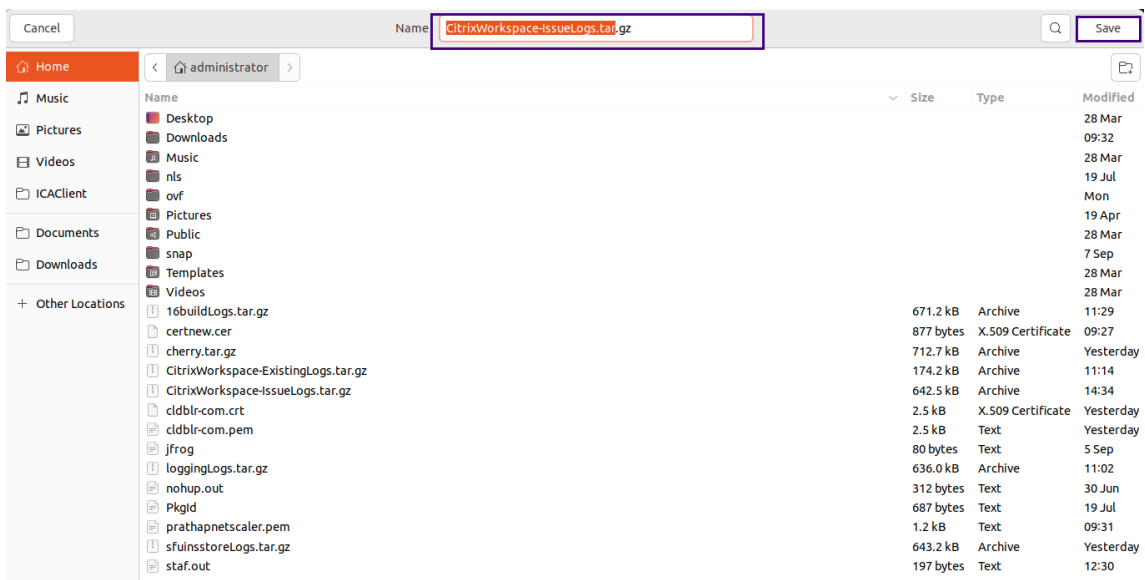 Cancel Name CitrixWorkspace-IssueLogs.tar.gz Save
Home administrator
Music Name Size Type Modified
Desktop 28 Mar
Pictures Downloads 09:32
Music 28 Mar
Videos nls 19 Jul
ICAClient ovf Mon
Pictures 19 Apr
Documents Public 28 Mar
snap 7 Sep
Downloads Templates 28 Mar
Videos 28 Mar
+ Other Locations 16buildLogs.tar.gz 671.2 kB Archive 11:29
certnew.cer 877 bytes X.509 Certificate 09:27
cherry.tar.gz 712.7 kB Archive Yesterday
CitrixWorkspace-ExistingLogs.tar.gz 174.2 kB Archive 11:14
CitrixWorkspace-IssueLogs.tar.gz 642.5 kB Archive 14:34
cldblr-com.crt 2.5 kB X.509 Certificate Yesterday
cldblr-com.pem 2.5 kB Text Yesterday
jfrog 80 bytes Text 5 Sep
loggingLogs.tar.gz 636.0 kB Archive 11:02
nohup.out 312 bytes Text 30 Jun
PkgId 687 bytes Text 19 Jul
prathapnetscaler.pem 1.2 kB Text 09:31
sfuinsstoreLogs.tar.gz 643.2 kB Archive Yesterday
staf.out 197 bytes Text 12:30